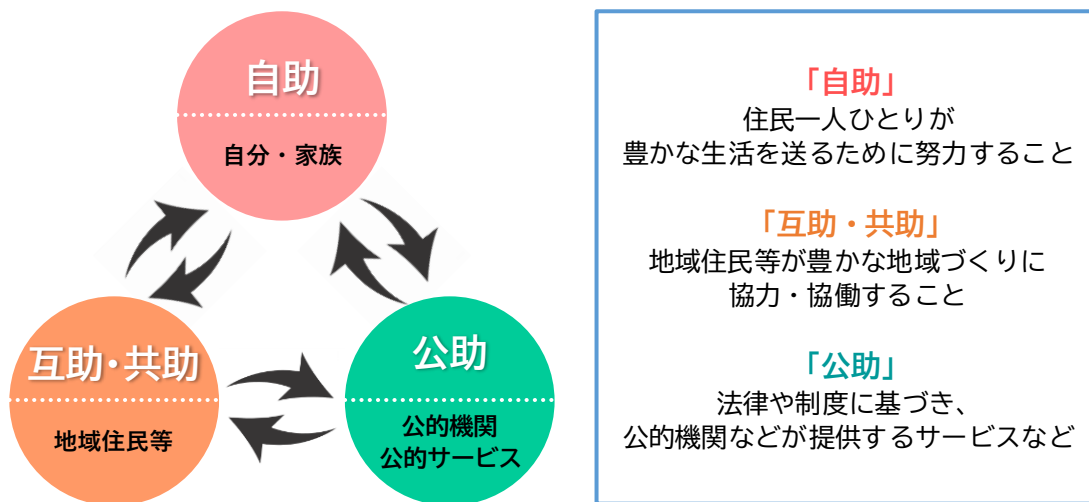 自助
自分・家族
互助・共助
地域住民等
公助
公的機関
公的サービス
「自助」
住民一人ひとりが
豊かな生活を送るために努力すること
「互助・共助」
地域住民等が豊かな地域づくりに
協力・協働すること
「公助」
法律や制度に基づき、
公的機関などが提供するサービスなど